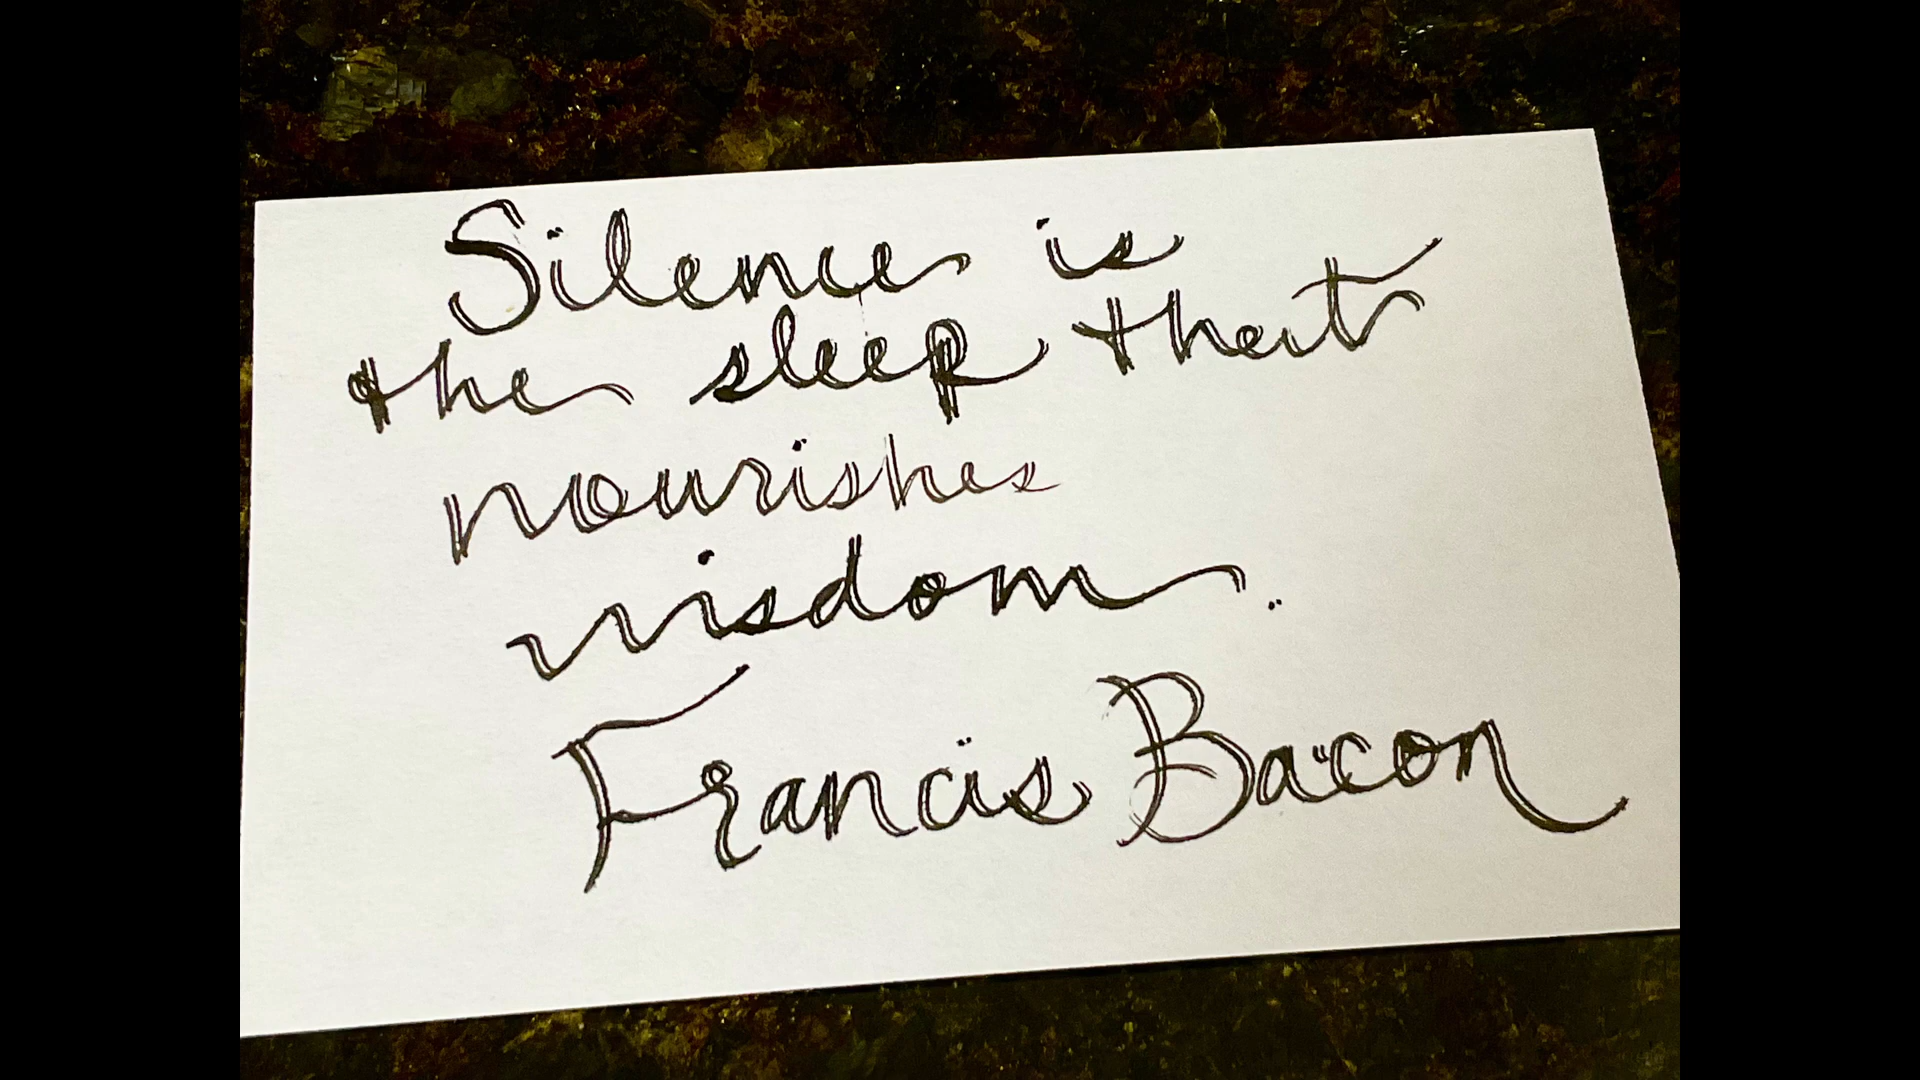 Silence is
the sleep that
nourishes
wisdom.
Francis Bacon